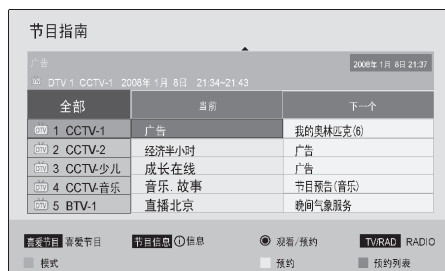 节目指南
广告
2008年 1月 8日 21:37
DTV 1 CCTV-1 2008年 1月 8日 21:34~21:43
全部 当前 下一个
DTV 1 CCTV-1 广告 我的奥林匹克(6)
DTV 2 CCTV-2 经济半小时 广告
DTV 3 CCTV-少儿 成长在线 广告
DTV 4 CCTV-音乐 音乐. 故事 节目预告(音乐)
DTV 5 BTV-1 直播北京 晚间气象服务
喜爱节目 喜爱节目 节目信息 ⓘ信息 观看/预约 TV/RAD RADIO
模式 预约 预约列表